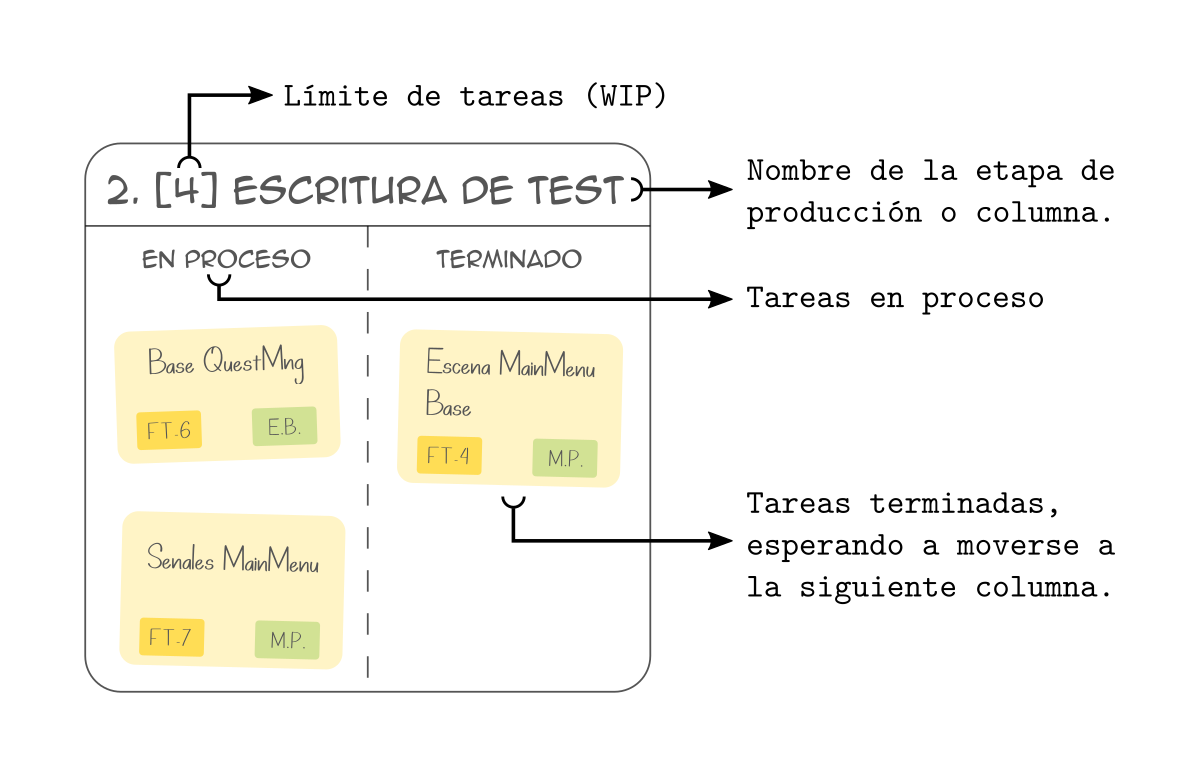 Límite de tareas (WIP)
2. [4] ESCRITURA DE TEST
Nombre de la etapa de
producción o columna.
EN PROCESO
TERMINADO
Tareas en proceso
Base QuestMng
FT-6
E.B.
Escena MainMenu
Base
FT-4
M.P.
Senales MainMenu
FT-7
M.P.
Tareas terminadas,
esperando a moverse a
la siguiente columna.